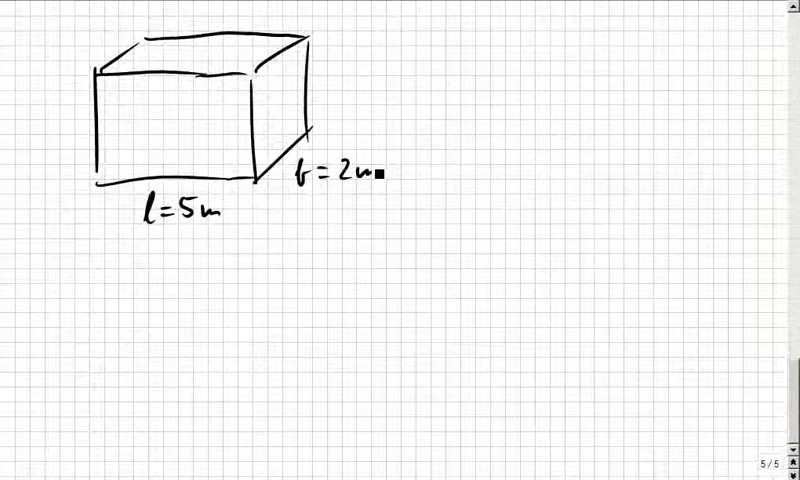 b = 2m
l = 5m
5/5